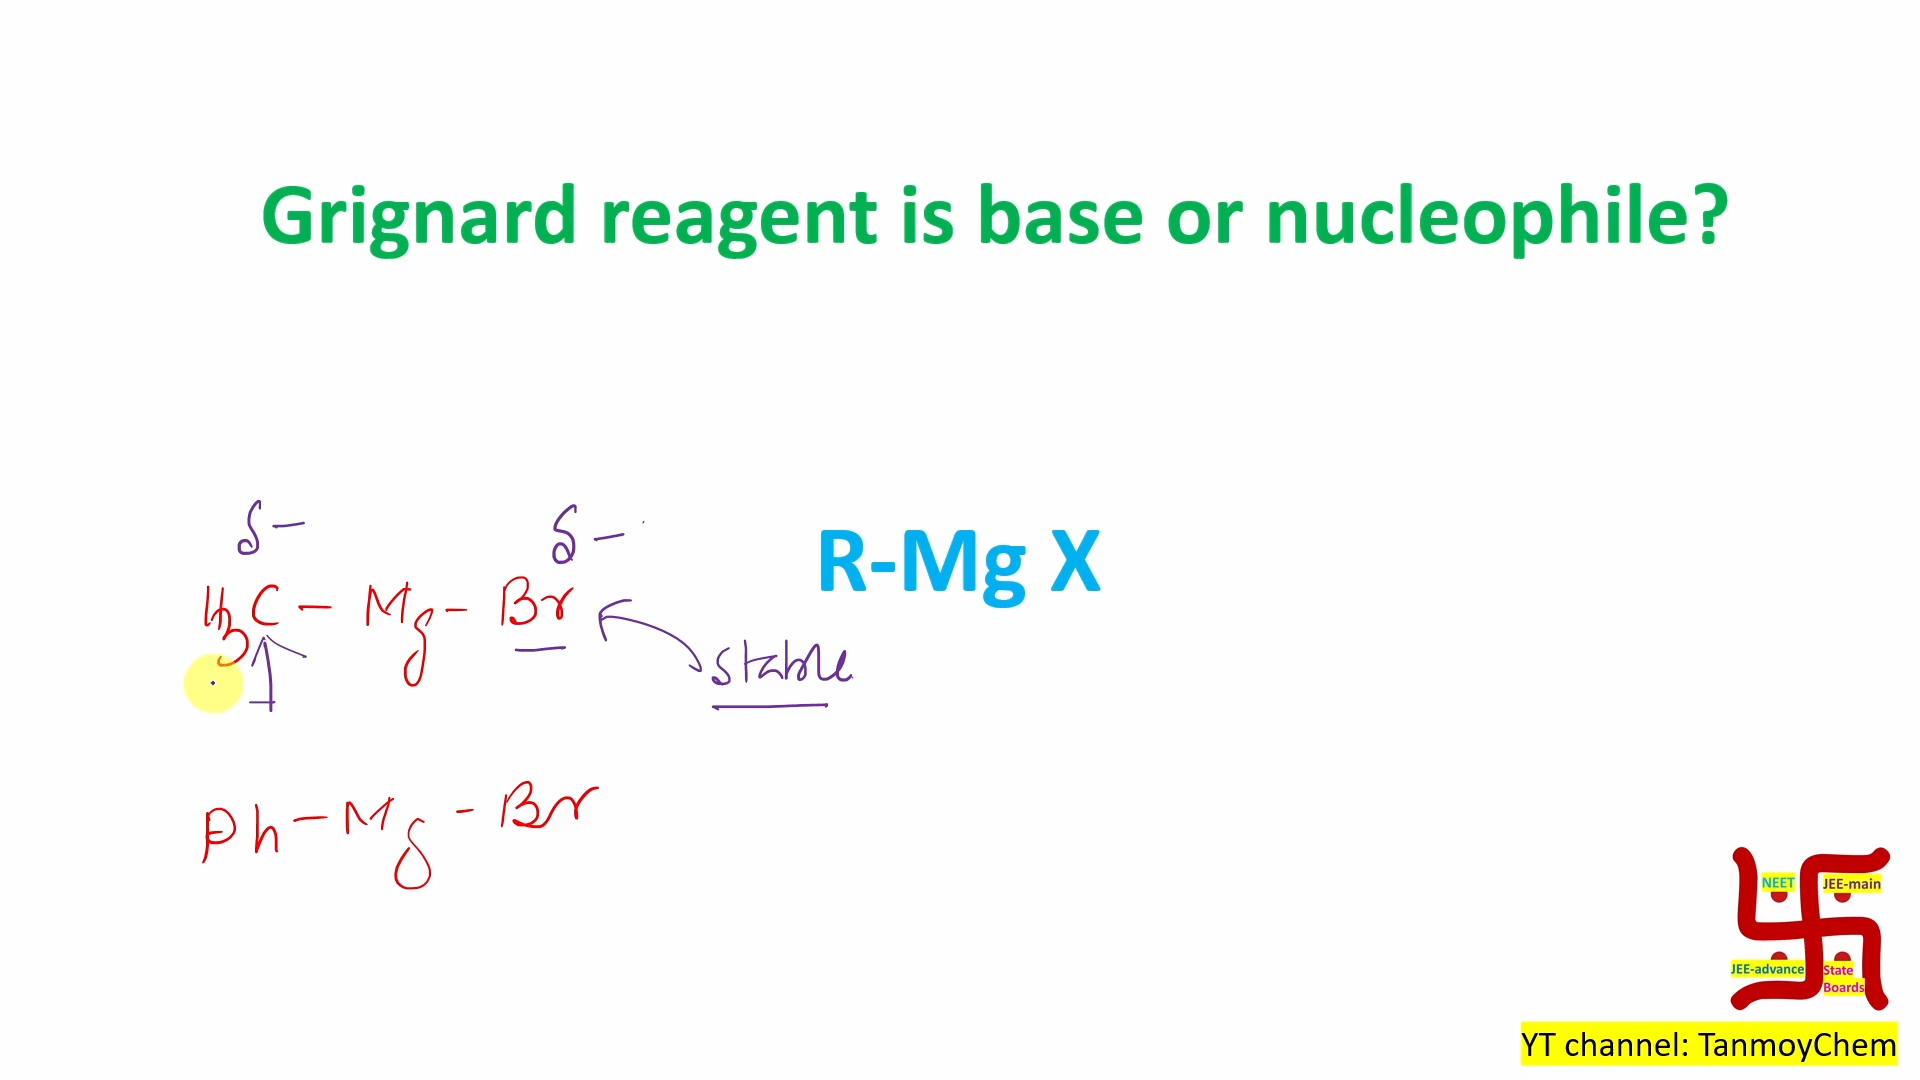 Grignard reagent is base or nucleophile?
δ- δ-
H3C - Mg - Br
R-Mg X
stable
Ph - Mg - Br
NEET JEE-main
JEE-advance State
Boards
YT channel: TanmoyChem